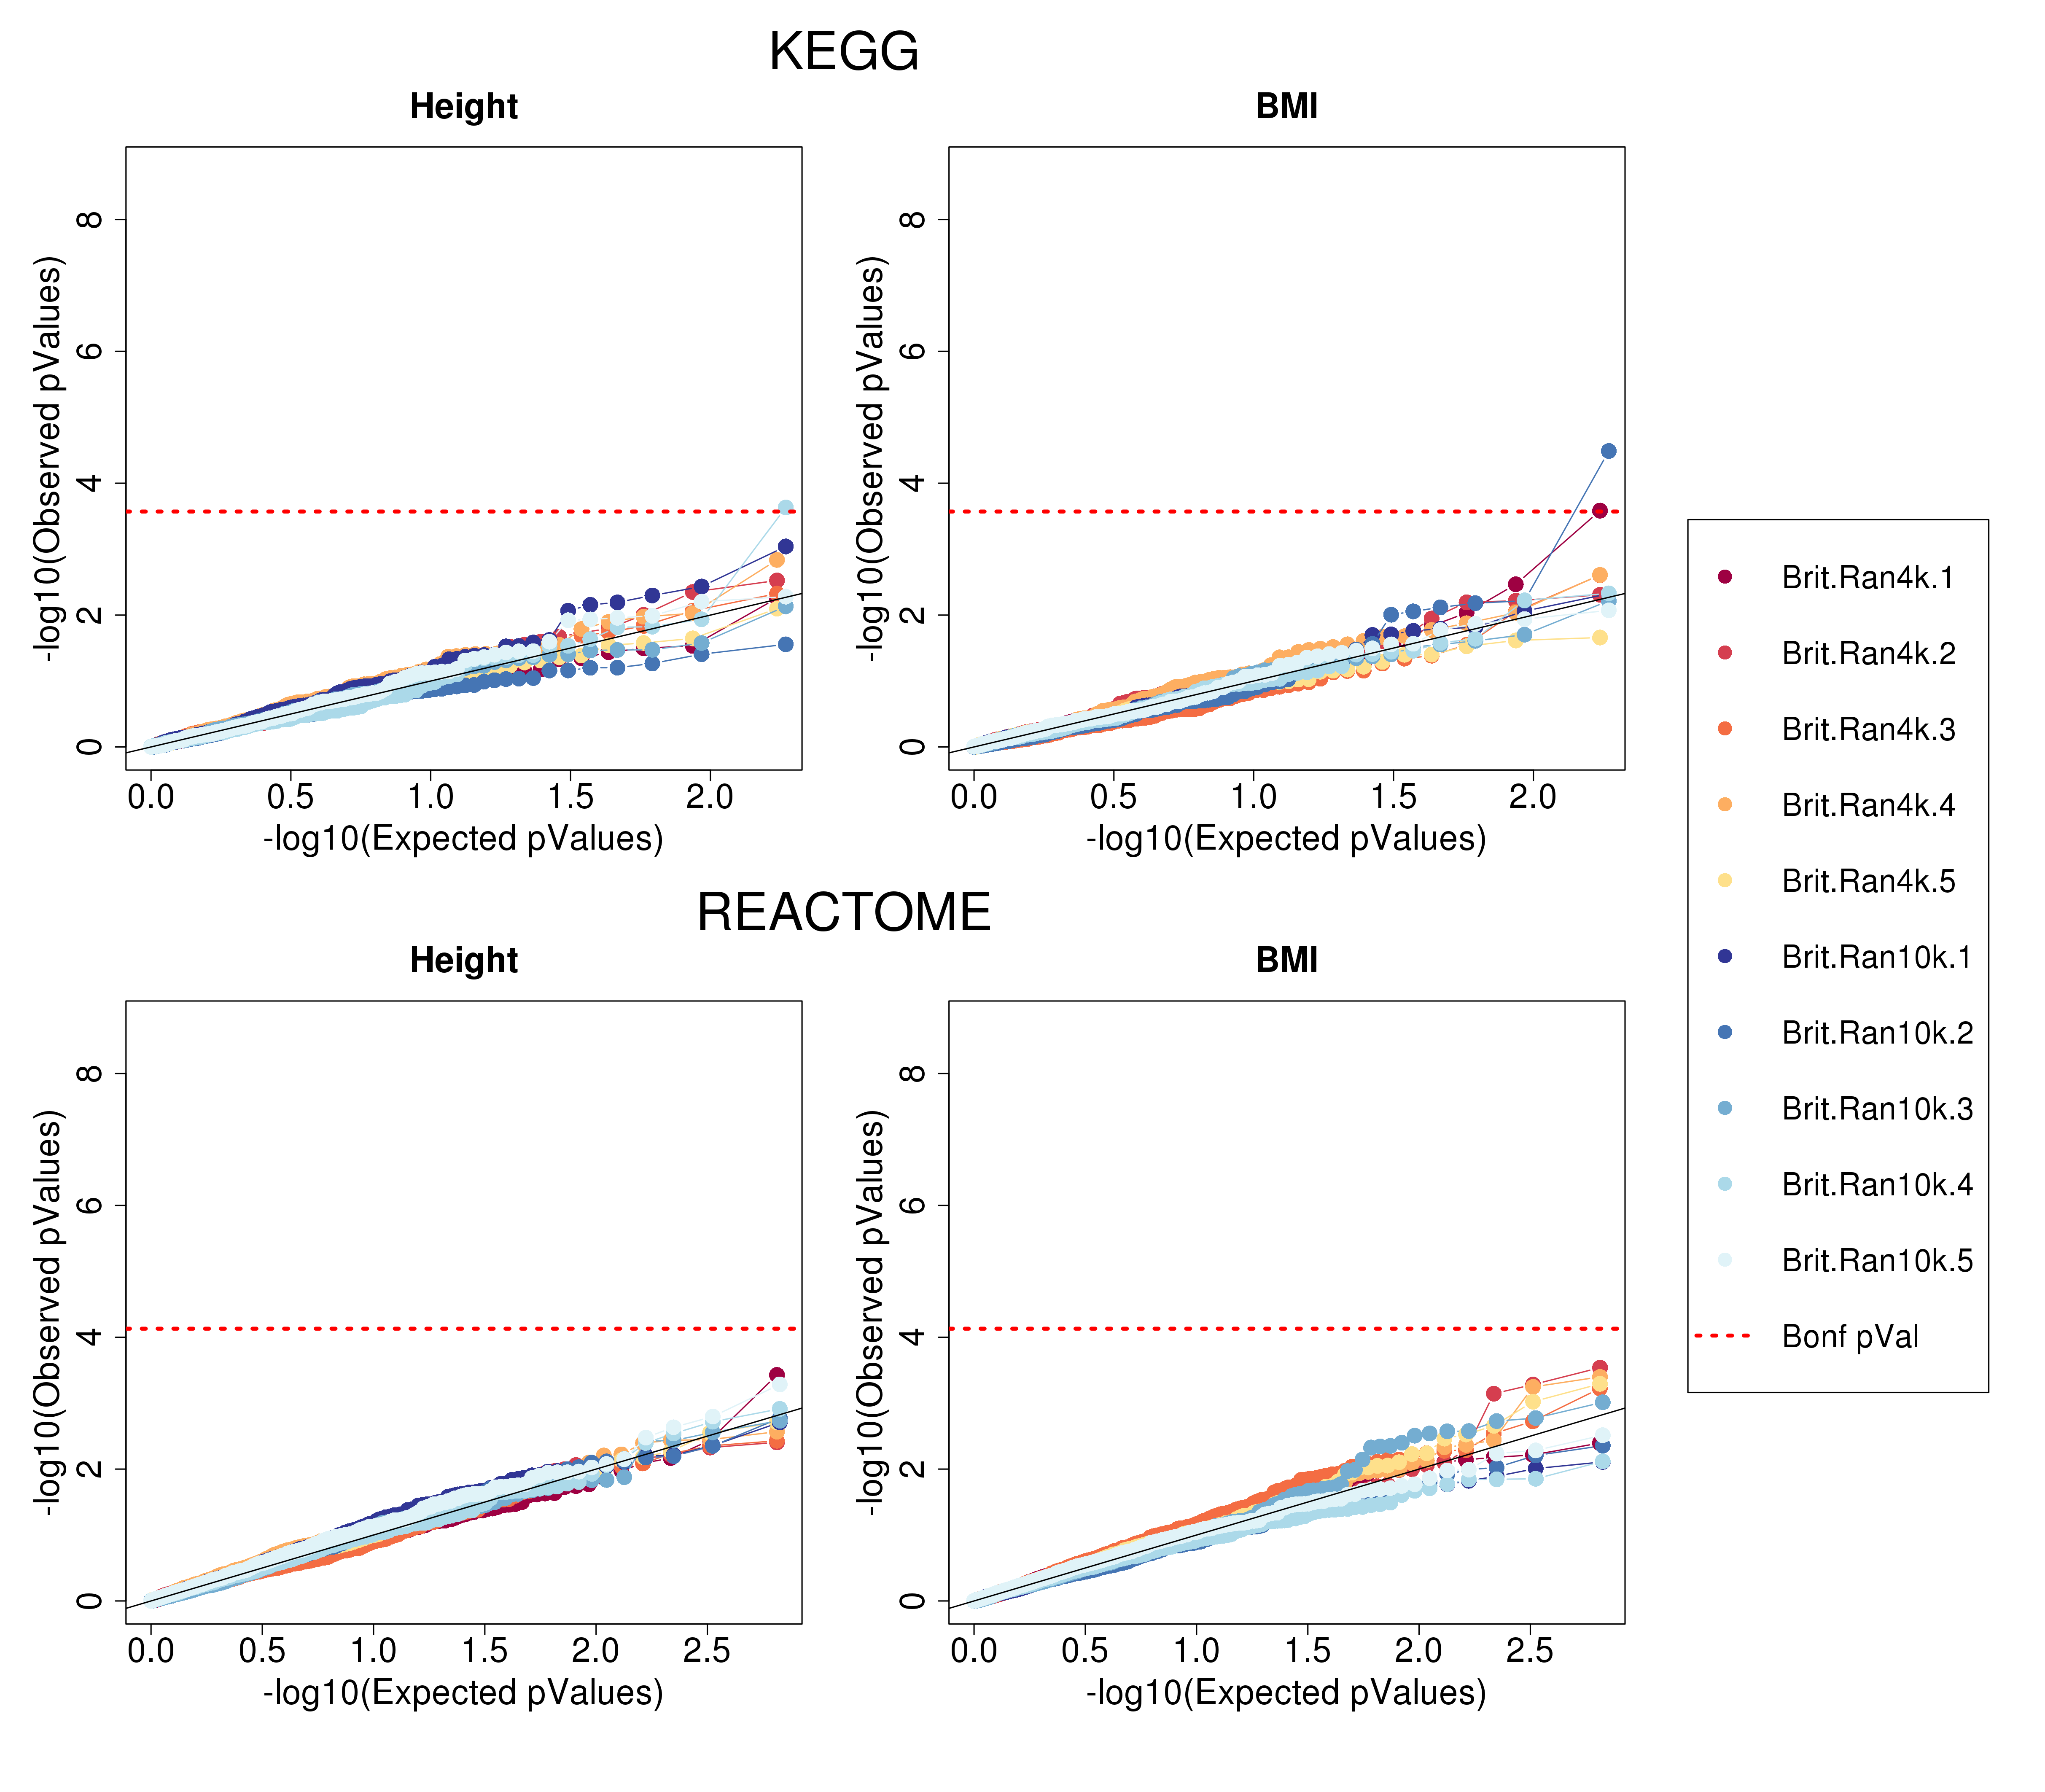 KEGG
Height
BMI
-log10(Observed pValues)
0 2 4 6 8
0.0 0.5 1.0 1.5 2.0
-log10(Expected pValues)
-log10(Observed pValues)
0 2 4 6 8
0.0 0.5 1.0 1.5 2.0
-log10(Expected pValues)
REACTOME
Height
BMI
-log10(Observed pValues)
0 2 4 6 8
0.0 0.5 1.0 1.5 2.0 2.5
-log10(Expected pValues)
-log10(Observed pValues)
0 2 4 6 8
0.0 0.5 1.0 1.5 2.0 2.5
-log10(Expected pValues)
Brit.Ran4k.1
Brit.Ran4k.2
Brit.Ran4k.3
Brit.Ran4k.4
Brit.Ran4k.5
Brit.Ran10k.1
Brit.Ran10k.2
Brit.Ran10k.3
Brit.Ran10k.4
Brit.Ran10k.5
Bonf pVal